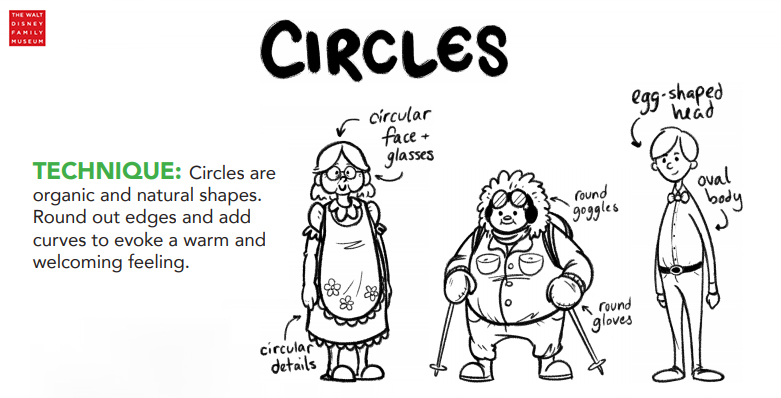 THE WALT
DISNEY
FAMILY
MUSEUM
CIRCLES
TECHNIQUE: Circles are
organic and natural shapes.
Round out edges and add
curves to evoke a warm and
welcoming feeling.
circular
face +
glasses
circular
details
round
goggles
round
gloves
egg-shaped
head
oval
body